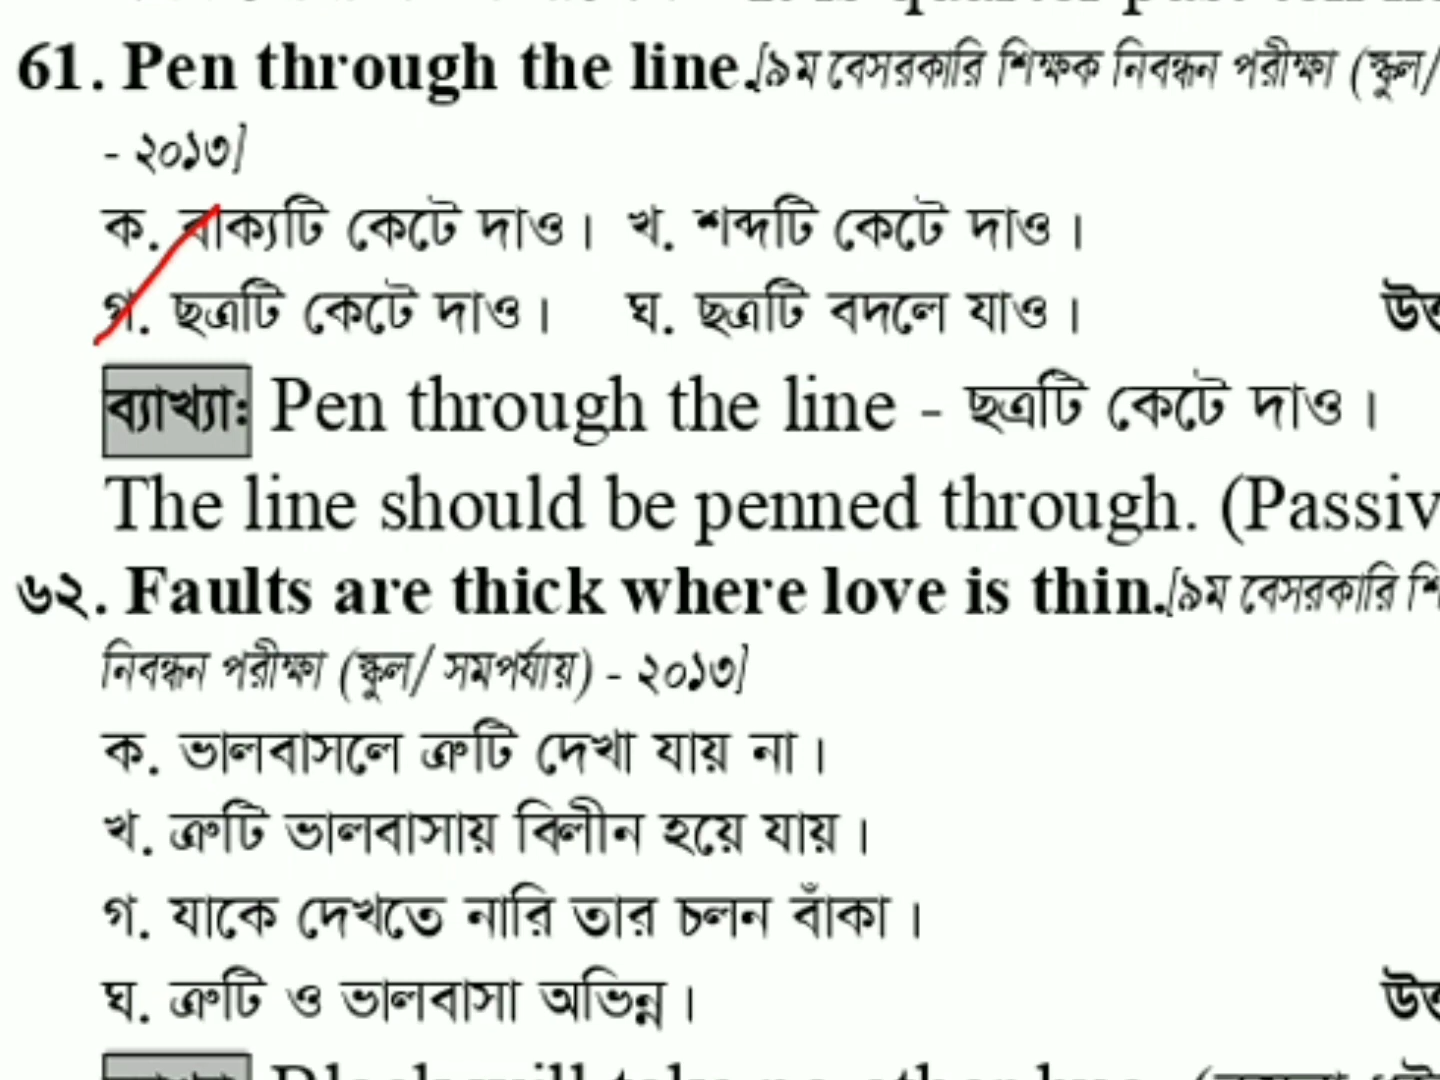 61. Pen through the line.[৯ম বেসরকারি শিক্ষক নিবন্ধন পরীক্ষা (স্কুল/
- ২০১৩]
ক. বাক্যটি কেটে দাও। খ. শব্দটি কেটে দাও।
গ. ছত্রটি কেটে দাও। ঘ. ছত্রটি বদলে যাও।
ব্যাখ্যা: Pen through the line - ছত্রটি কেটে দাও।
The line should be penned through. (Passiv
৬২. Faults are thick where love is thin.[৯ম বেসরকারি শি
নিবন্ধন পরীক্ষা (স্কুল/ সমপর্যায়) - ২০১৩]
ক. ভালবাসলে ত্রুটি দেখা যায় না।
খ. ত্রুটি ভালবাসায় বিলীন হয়ে যায়।
গ. যাকে দেখতে নারি তার চলন বাঁকা।
ঘ. ত্রুটি ও ভালবাসা অভিন্ন।